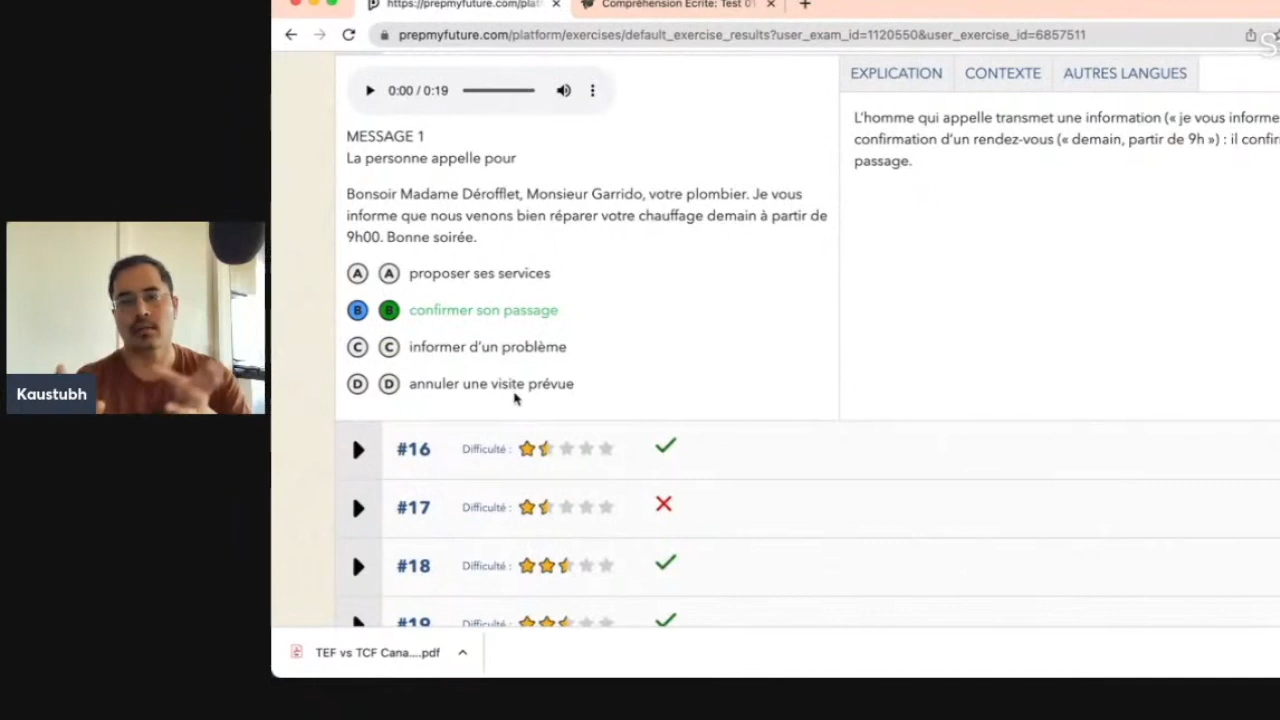 https://prepmyfuture.com/plat
Compréhension Ecrite: Test 01
prepmyfuture.com/platform/exercises/default_exercise_results?user_exam_id=1120550&user_exercise_id=6857511
0:00 / 0:19
EXPLICATION CONTEXTE AUTRES LANGUES
MESSAGE 1
La personne appelle pour
Bonsoir Madame Dérofflet, Monsieur Garrido, votre plombier. Je vous
informe que nous venons bien réparer votre chauffage demain à partir de
9h00. Bonne soirée.
A A proposer ses services
B B confirmer son passage
C C informer d'un problème
D D annuler une visite prévue
L'homme qui appelle transmet une information (« je vous informe
confirmation d'un rendez-vous (« demain, partir de 9h ») : il confir
passage.
Kaustubh
#16 Difficulté :
#17 Difficulté :
#18 Difficulté :
#19 Difficulté :
TEF vs TCF Cana....pdf